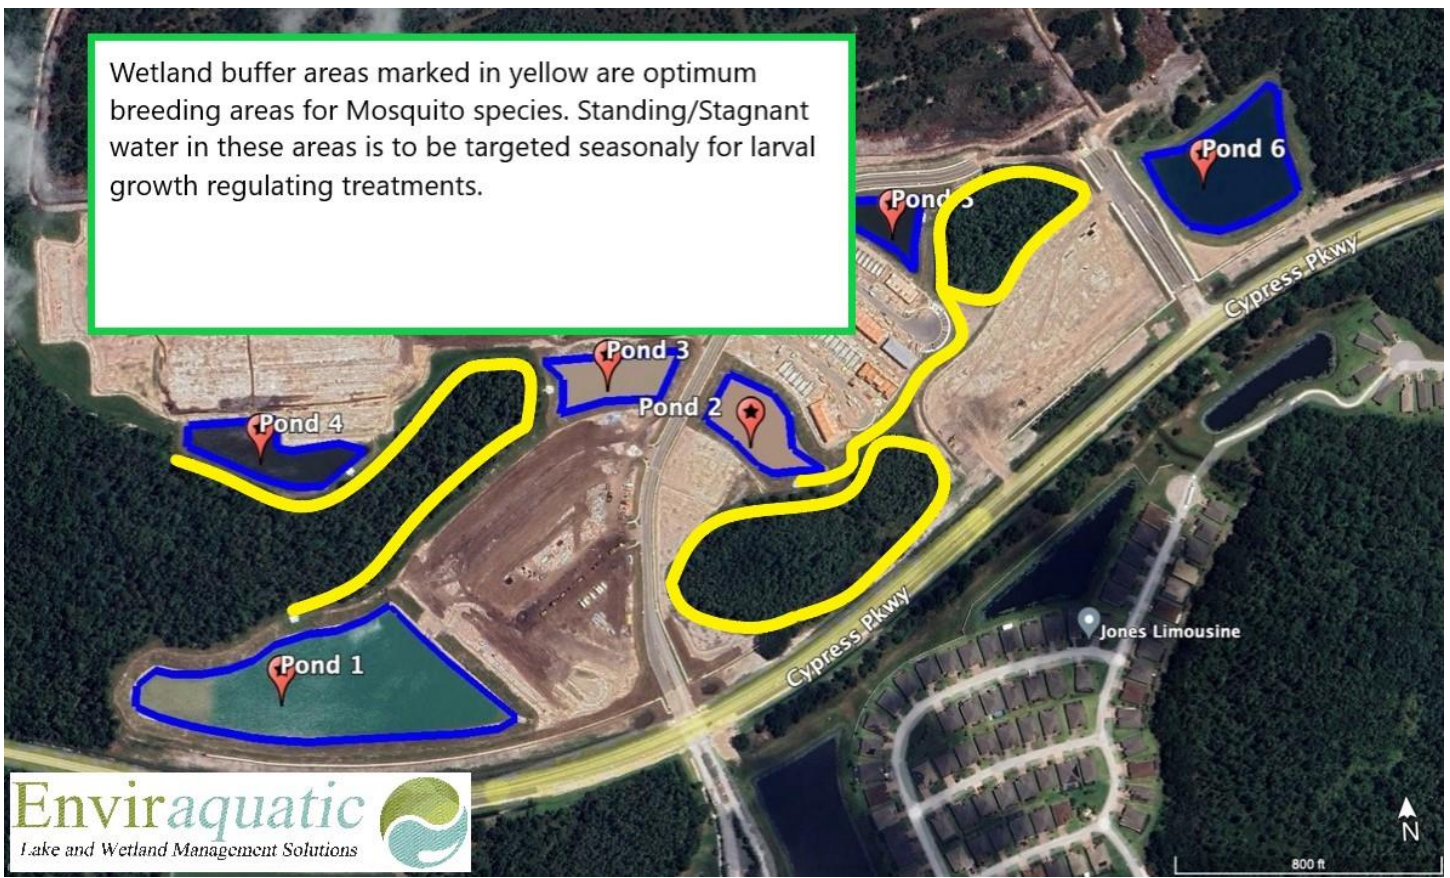 Wetland buffer areas marked in yellow are optimum
breeding areas for Mosquito species. Standing/Stagnant
water in these areas is to be targeted seasonaly for larval
growth regulating treatments.
Pond 6
Pond 5
Cypress Pkwy
Pond 3
Pond 2
Pond 4
Cypress Pkwy
Jones Limousine
Pond 1
Enviraquatic
Lake and Wetland Management Solutions
N
800 ft